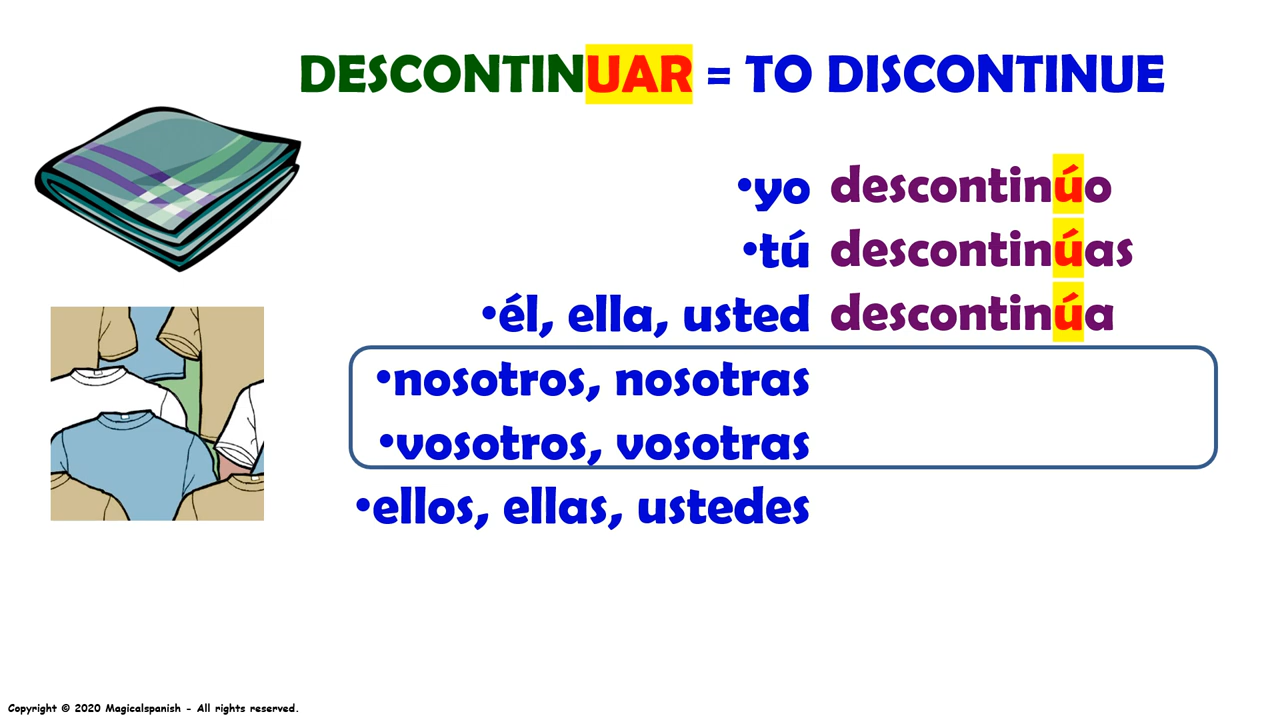 DESCONTINUAR = TO DISCONTINUE
•yo descontinúo
•tú descontinúas
•él, ella, usted descontinúa
•nosotros, nosotras
•vosotros, vosotras
•ellos, ellas, ustedes
Copyright © 2020 Magicalspanish - All rights reserved.